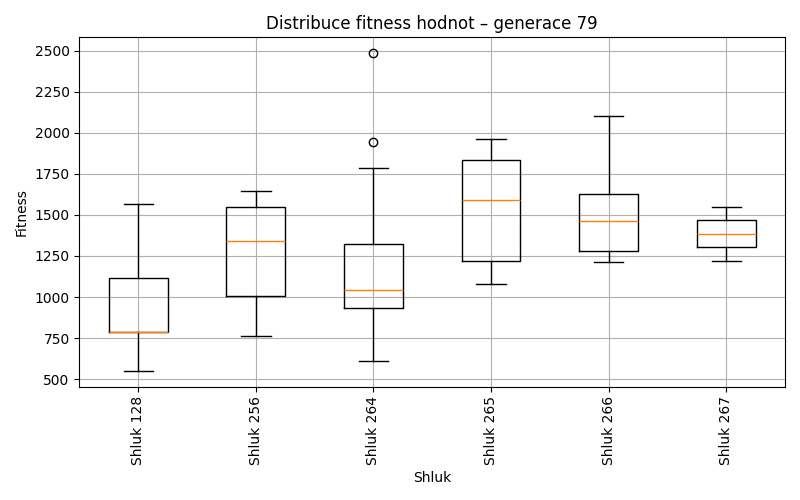 Distribuce fitness hodnot – generace 79
Fitness
2500
2250
2000
1750
1500
1250
1000
750
500
Shluk 128
Shluk 256
Shluk 264
Shluk 265
Shluk 266
Shluk 267
Shluk